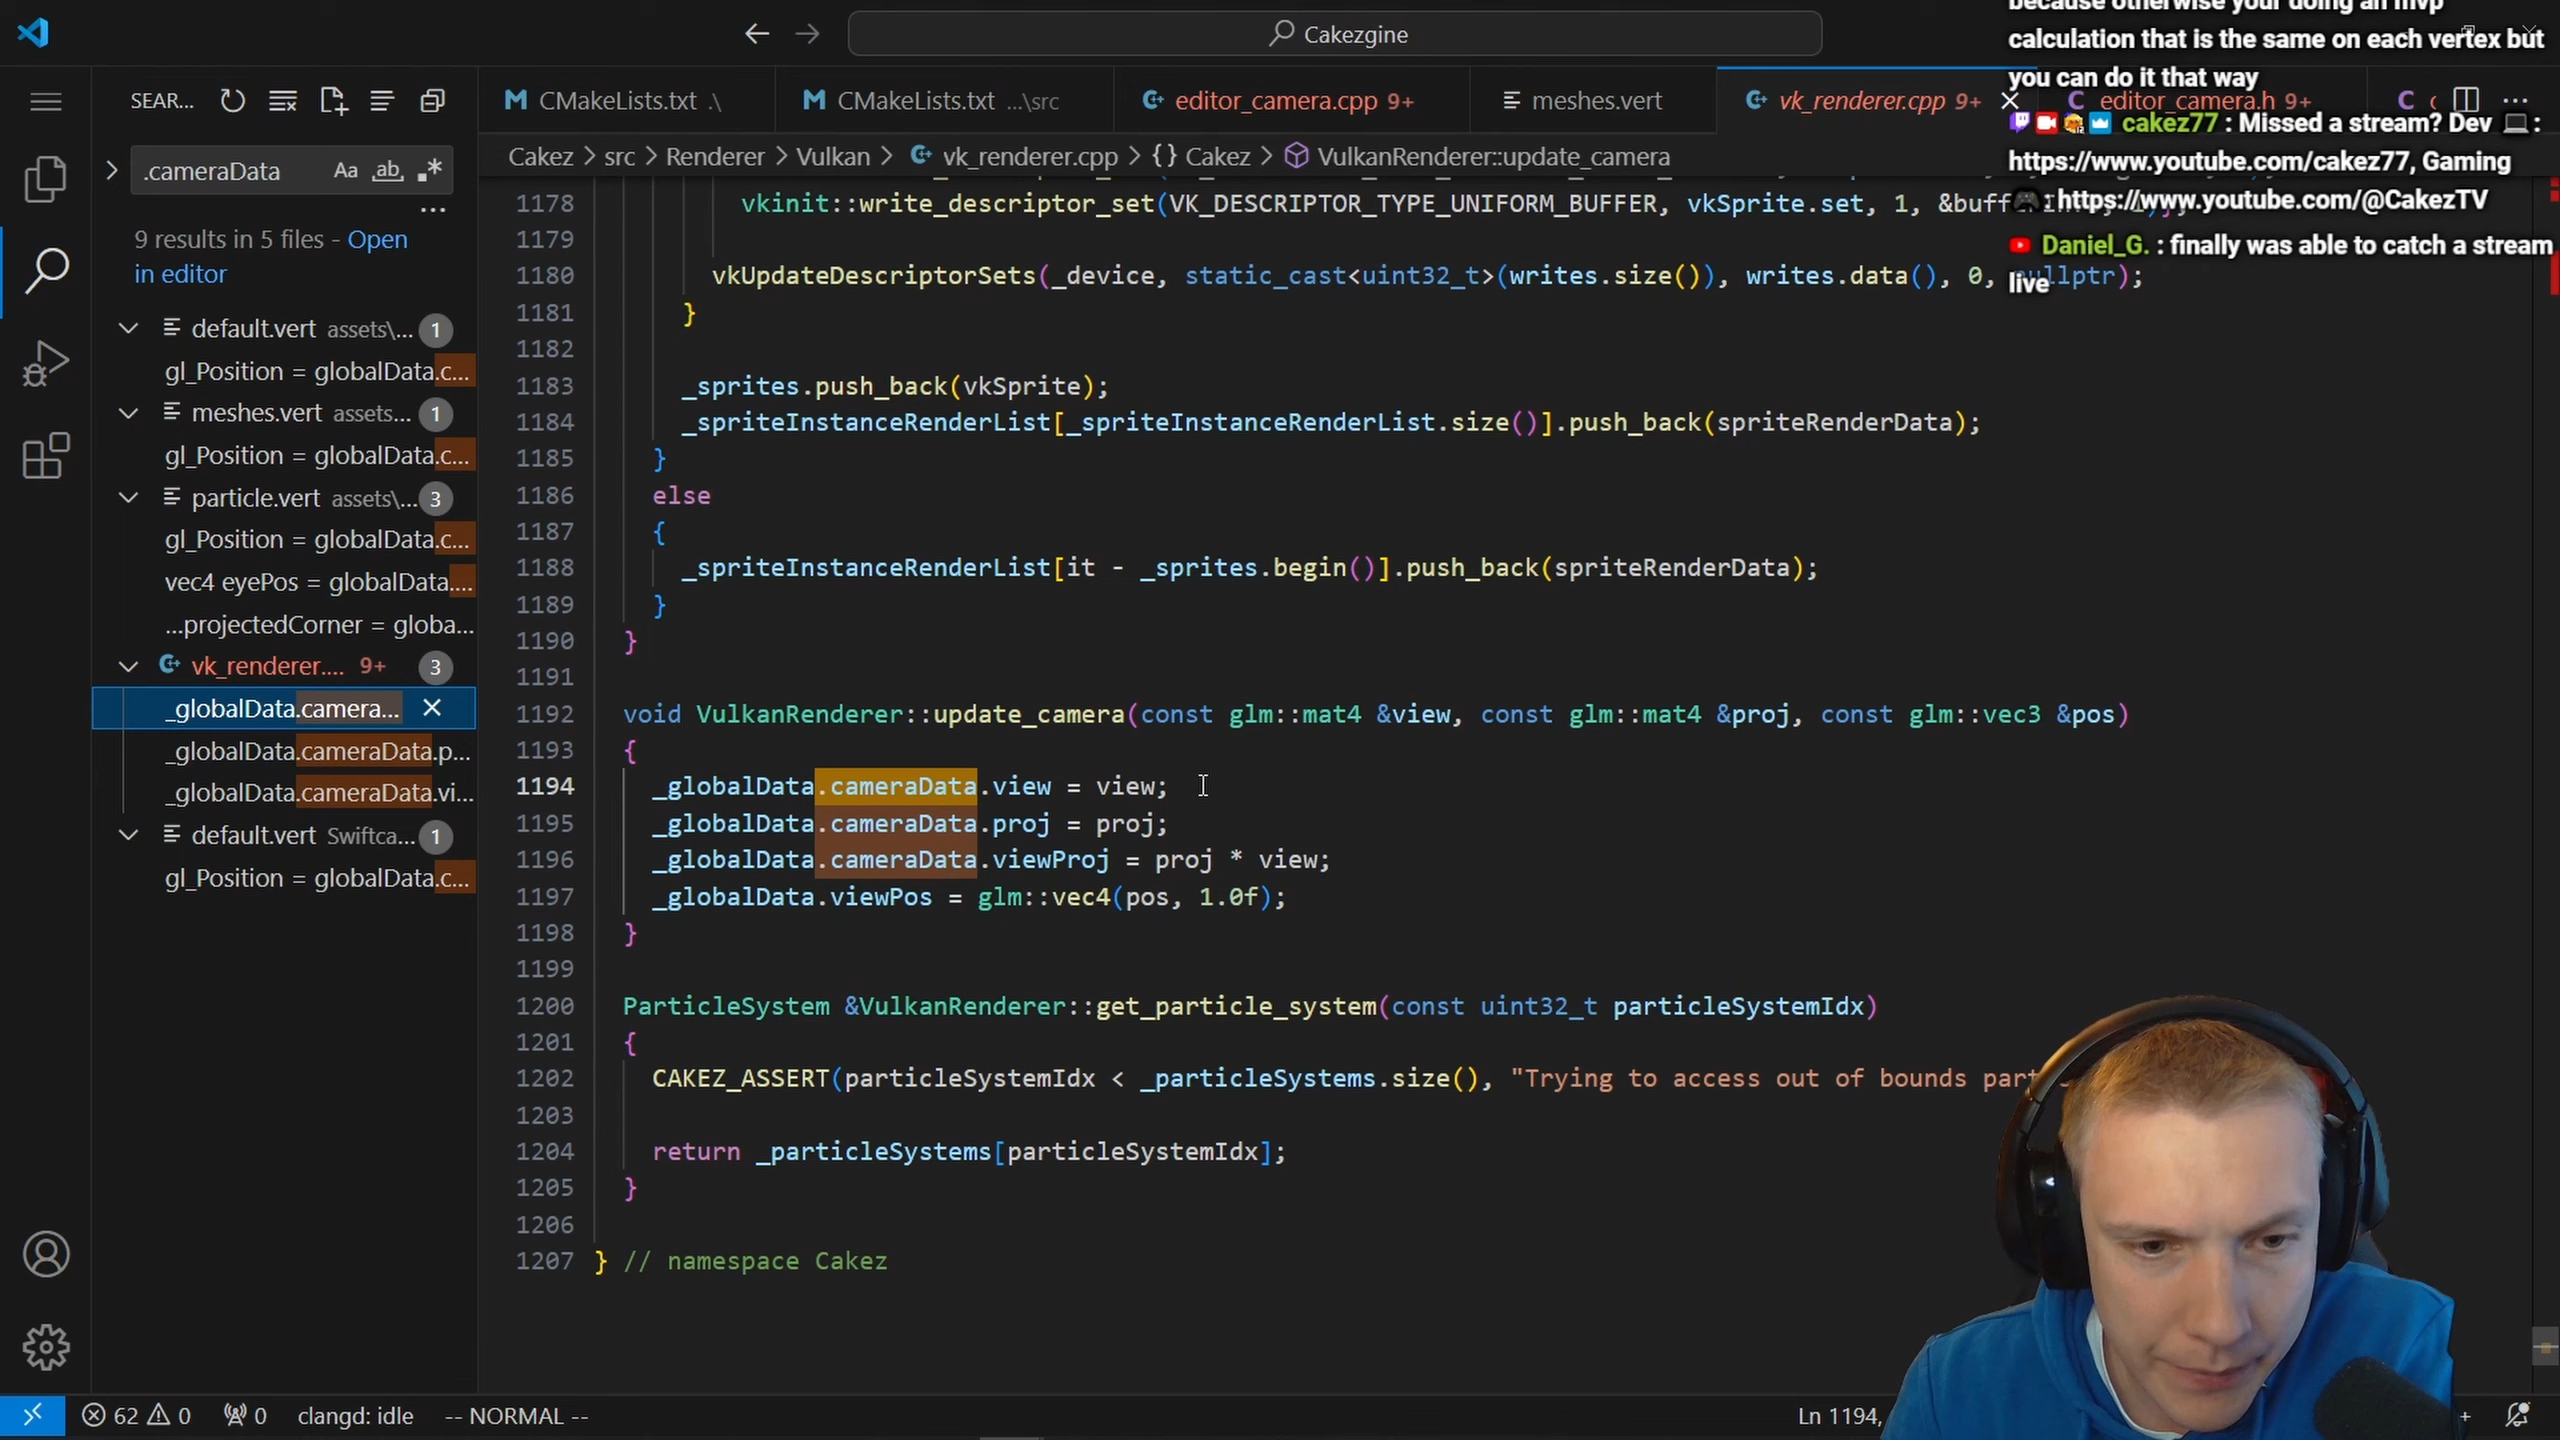 Cakezgine
because otherwise your doing an mvp
calculation that is the same on each vertex but
you can do it that way
cakez77 : Missed a stream? Dev 💻 :
https://www.youtube.com/cakez77, Gaming
🎮 : https://www.youtube.com/@CakezTV
Daniel_G. : finally was able to catch a stream
live
SEAR...
CMakeLists.txt .\
CMakeLists.txt ...\src
editor_camera.cpp 9+
meshes.vert
vk_renderer.cpp 9+
editor_camera.h 9+
Cakez > src > Renderer > Vulkan > vk_renderer.cpp > {} Cakez > VulkanRenderer::update_camera
.cameraData
Aa ab .*
9 results in 5 files - Open
in editor
default.vert assets\... 1
gl_Position = globalData.c...
meshes.vert assets... 1
gl_Position = globalData.c...
particle.vert assets\... 3
gl_Position = globalData.c...
vec4 eyePos = globalData....
...projectedCorner = globa...
vk_renderer.... 9+ 3
_globalData.camera...
_globalData.cameraData.p...
_globalData.cameraData.vi...
default.vert Swiftca... 1
gl_Position = globalData.c...
1178 vkinit::write_descriptor_set(VK_DESCRIPTOR_TYPE_UNIFORM_BUFFER, vkSprite.set, 1,
1179
1180 vkUpdateDescriptorSets(_device, static_cast<uint32_t>(writes.size()), writes.data(), 0, nullptr);
1181 }
1182
1183 _sprites.push_back(vkSprite);
1184 _spriteInstanceRenderList[_spriteInstanceRenderList.size()].push_back(spriteRenderData);
1185 }
1186 else
1187 {
1188 _spriteInstanceRenderList[it - _sprites.begin()].push_back(spriteRenderData);
1189 }
1190 }
1191
1192 void VulkanRenderer::update_camera(const glm::mat4 &view, const glm::mat4 &proj, const glm::vec3 &pos)
1193 {
1194 _globalData.cameraData.view = view;
1195 _globalData.cameraData.proj = proj;
1196 _globalData.cameraData.viewProj = proj * view;
1197 _globalData.viewPos = glm::vec4(pos, 1.0f);
1198 }
1199
1200 ParticleSystem &VulkanRenderer::get_particle_system(const uint32_t particleSystemIdx)
1201 {
1202 CAKEZ_ASSERT(particleSystemIdx < _particleSystems.size(), "Trying to access out of bounds
1203
1204 return _particleSystems[particleSystemIdx];
1205 }
1206
1207 } // namespace Cakez
62 0 0 clangd: idle -- NORMAL --
Ln 1194,